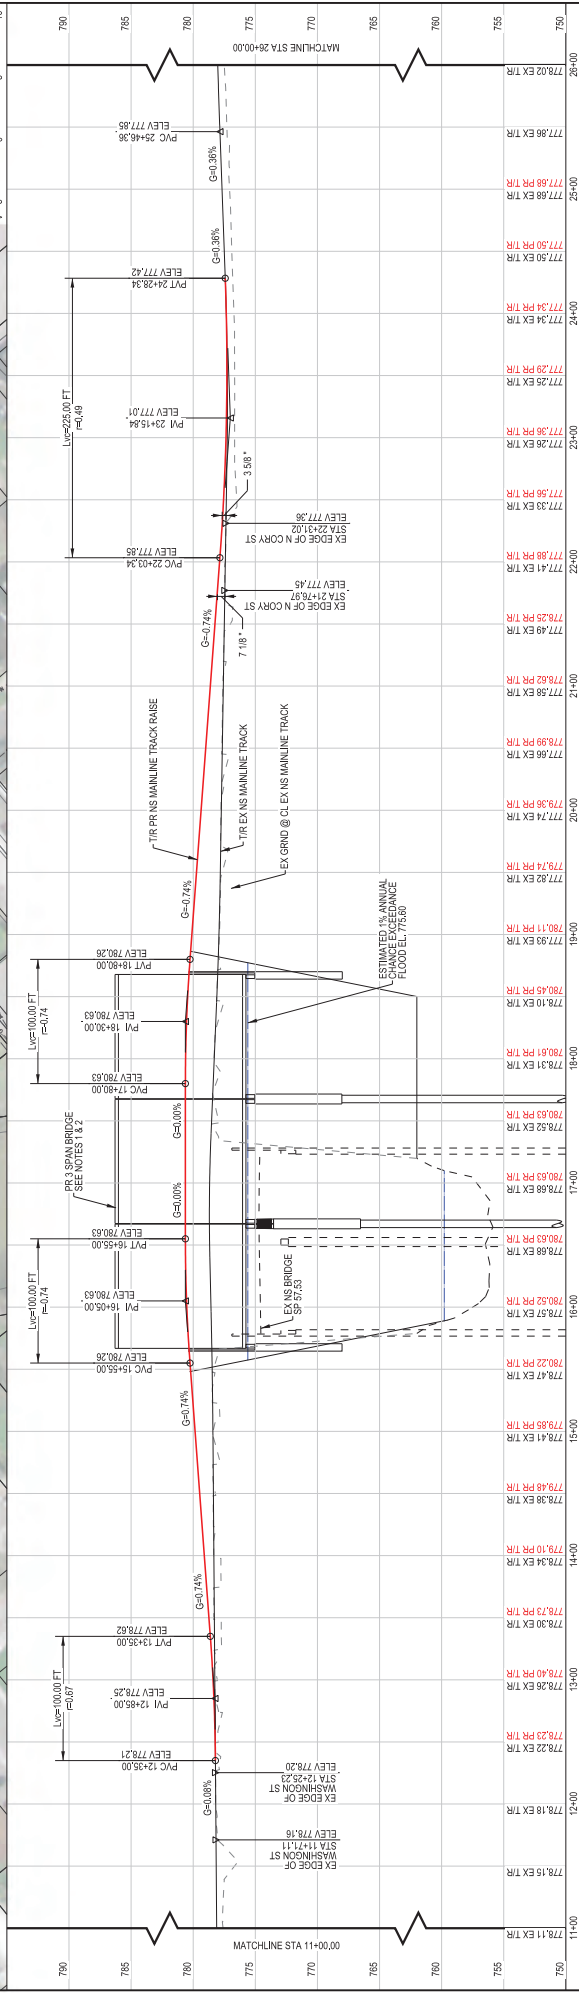 790
785
780
775
770
765
760
755
750
MATCHLINE STA 11+00.00
EX EDGE OF
WASHINGTON ST
STA 11+71.11
ELEV 778.16
EX EDGE OF
WASHINGTON ST
STA 12+25.23
ELEV 778.20
G=0.08%
PVC 12+35.00
ELEV 778.21
Lvc=100.00 FT
r=0.67
PVI 12+85.00
ELEV 778.25
PVT 13+35.00
ELEV 778.62
G=0.74%
G=0.74%
PVC 15+55.00
ELEV 780.26
Lvc=100.00 FT
r=-0.74
PVI 16+05.00
ELEV 780.63
PVT 16+55.00
ELEV 780.63
EX NS BRIDGE
SP 57.53
G=0.00%
PR 3 SPAN BRIDGE
SEE NOTES 1 & 2
G=0.00%
PVC 17+80.00
ELEV 780.63
Lvc=100.00 FT
r=-0.74
PVI 18+30.00
ELEV 780.63
PVT 18+80.00
ELEV 780.26
ESTIMATED 1% ANNUAL
CHANCE EXCEEDANCE
FLOOD EL. 775.60
G=-0.74%
T/R PR NS MAINLINE TRACK RAISE
T/R EX NS MAINLINE TRACK
EX GRND @ CL EX NS MAINLINE TRACK
G=-0.74%
7 1/8 "
EX EDGE OF N CORY ST
STA 21+76.97
ELEV 777.45
PVC 22+03.34
ELEV 777.85
EX EDGE OF N CORY ST
STA 22+31.02
ELEV 777.36
3 5/8 "
Lvc=225.00 FT
r=0.49
PVI 23+15.84
ELEV 777.01
PVT 24+28.34
ELEV 777.42
G=0.36%
G=0.36%
PVC 25+46.36
ELEV 777.85
MATCHLINE STA 26+00.00
790
785
780
775
770
765
760
755
750
778.11 EX T/R
778.15 EX T/R
778.18 EX T/R
778.22 EX T/R
778.23 PR T/R
778.26 EX T/R
778.40 PR T/R
778.30 EX T/R
778.73 PR T/R
778.34 EX T/R
779.10 PR T/R
778.38 EX T/R
779.48 PR T/R
778.41 EX T/R
779.85 PR T/R
778.47 EX T/R
780.22 PR T/R
778.57 EX T/R
780.52 PR T/R
778.68 EX T/R
780.63 PR T/R
778.68 EX T/R
780.63 PR T/R
778.52 EX T/R
780.63 PR T/R
778.31 EX T/R
780.61 PR T/R
778.10 EX T/R
780.45 PR T/R
777.93 EX T/R
780.11 PR T/R
777.82 EX T/R
779.74 PR T/R
777.74 EX T/R
779.36 PR T/R
777.66 EX T/R
778.99 PR T/R
777.58 EX T/R
778.62 PR T/R
777.49 EX T/R
778.25 PR T/R
777.41 EX T/R
777.88 PR T/R
777.33 EX T/R
777.56 PR T/R
777.26 EX T/R
777.36 PR T/R
777.25 EX T/R
777.29 PR T/R
777.34 EX T/R
777.34 PR T/R
777.50 EX T/R
777.50 PR T/R
777.68 EX T/R
777.68 PR T/R
777.86 EX T/R
778.02 EX T/R
11+00
12+00
13+00
14+00
15+00
16+00
17+00
18+00
19+00
20+00
21+00
22+00
23+00
24+00
25+00
26+00